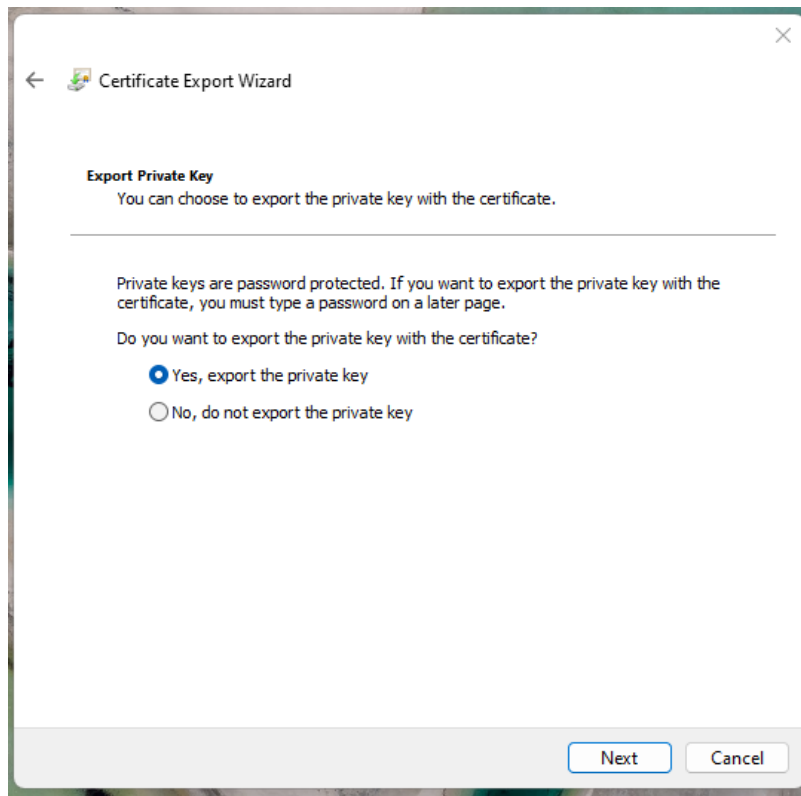 Certificate Export Wizard
Export Private Key
You can choose to export the private key with the certificate.
Private keys are password protected. If you want to export the private key with the
certificate, you must type a password on a later page.
Do you want to export the private key with the certificate?
Yes, export the private key
No, do not export the private key
Next
Cancel